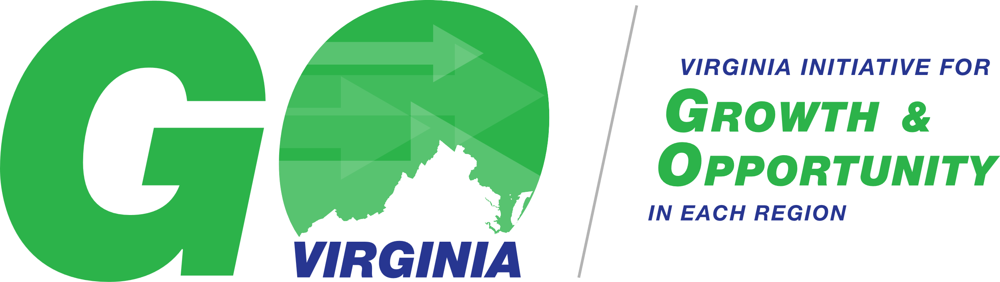 GO
VIRGINIA
VIRGINIA INITIATIVE FOR
GROWTH &
OPPORTUNITY
IN EACH REGION